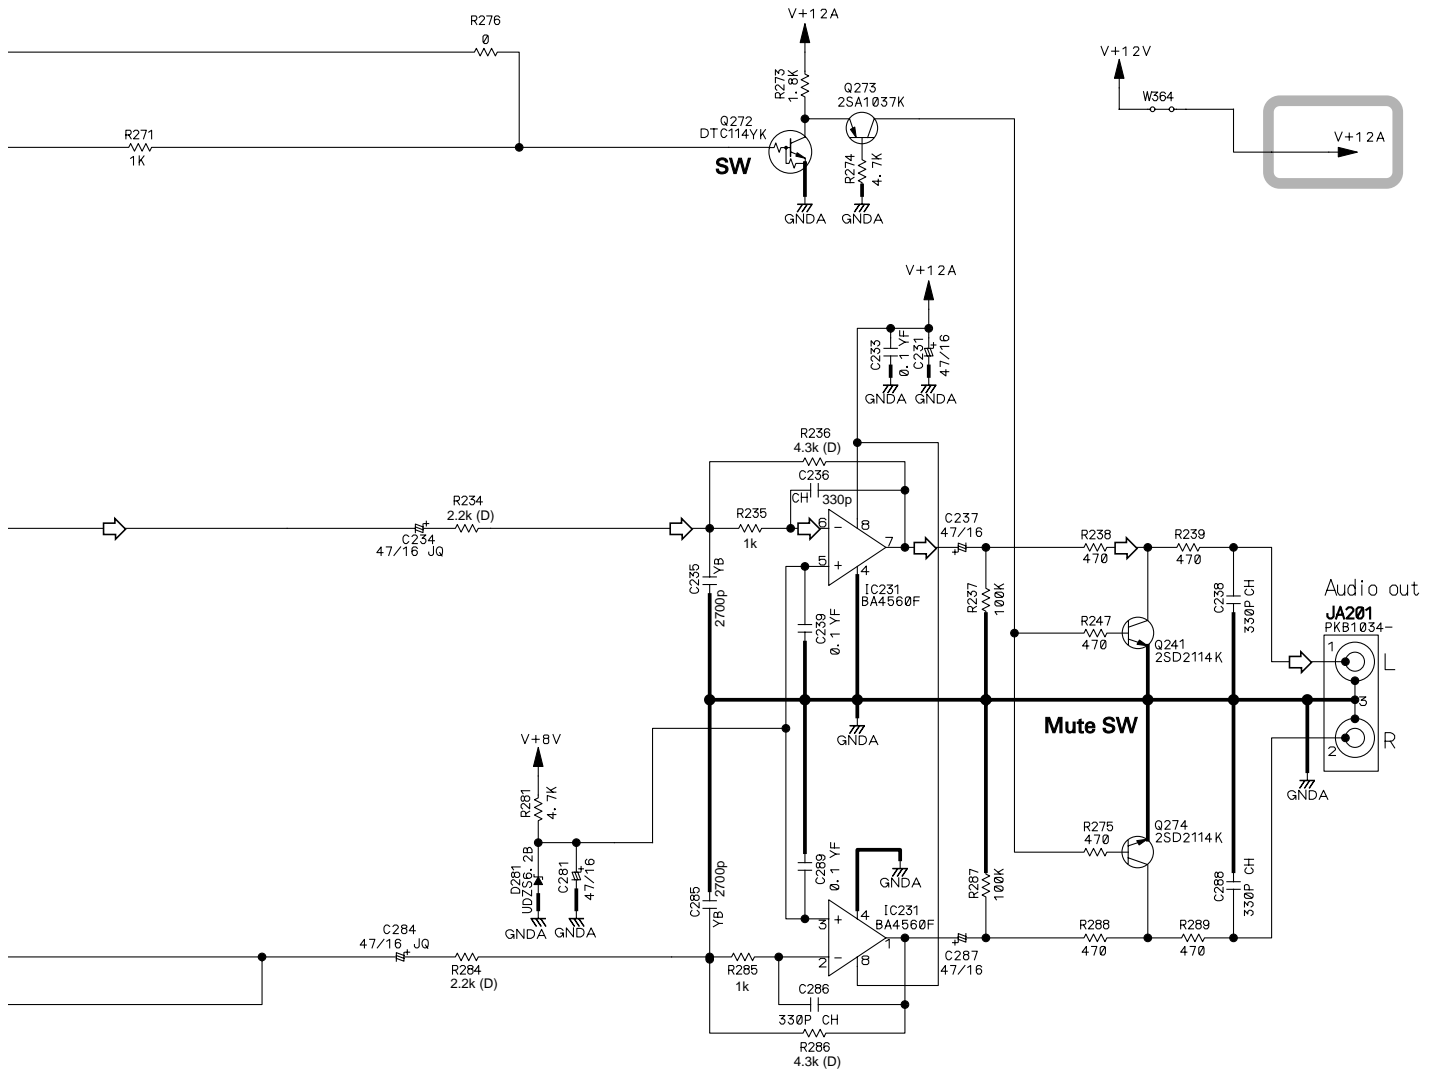 R276
0
V+12A
R273
1.8K
Q273
2SA1037K
V+12V
W364
V+12A
R271
1K
Q272
DTC114YK
SW
R274
4.7K
GNDA
GNDA
V+12A
C233
0.1 YF
C231
+
47/16
GNDA
GNDA
R236
4.3k (D)
C236
CH
330p
R234
2.2k (D)
+
C234
47/16 JQ
R235
1k
6
−
8
7
5
+
4
IC231
BA4560F
C237
47/16
+
R238
470
R239
470
C235
YB
2700p
C239
0.1 YF
R237
100K
C238
330P CH
R247
470
Q241
2SD2114K
Audio out
JA201
PKB1034-
1
L
3
2
R
Mute SW
GNDA
GNDA
V+8V
R281
4.7K
D281
UDZS6.2B
C281
+
47/16
GNDA
GNDA
C285
YB
2700p
C289
0.1 YF
GNDA
R287
100K
R275
470
Q274
2SD2114K
C288
330P CH
3
+
4
1
2
−
8
IC231
BA4560F
+
C287
47/16
R288
470
R289
470
C284
47/16 JQ
+
R284
2.2k (D)
R285
1k
C286
330P CH
R286
4.3k (D)